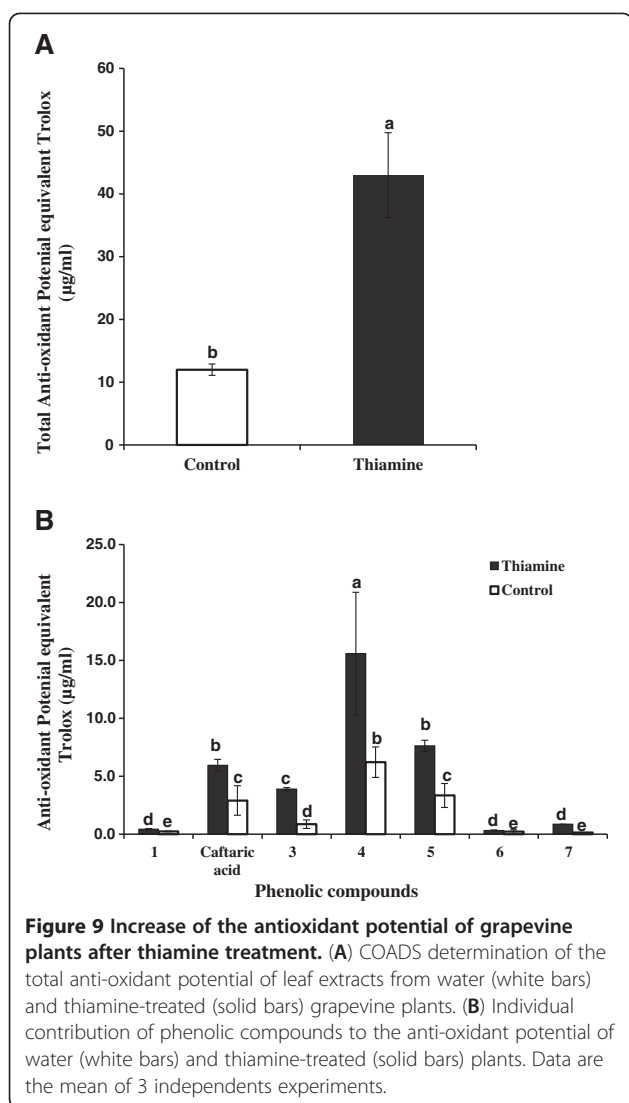 A
Total Anti-oxidant Potenial equivalent Trolox
(µg/ml)
60
50
40
30
20
10
0
b
a
Control
Thiamine
B
Anti-oxidant Potenial equivalent
Trolox (µg/ml)
25.0
20.0
15.0
10.0
5.0
0.0
Thiamine
Control
d e b c c d a b b c d e d e
1 Caftaric 3 4 5 6 7
acid
Phenolic compounds
Figure 9 Increase of the antioxidant potential of grapevine
plants after thiamine treatment. (A) COADS determination of the
total anti-oxidant potential of leaf extracts from water (white bars)
and thiamine-treated (solid bars) grapevine plants. (B) Individual
contribution of phenolic compounds to the anti-oxidant potential of
water (white bars) and thiamine-treated (solid bars) plants. Data are
the mean of 3 independents experiments.